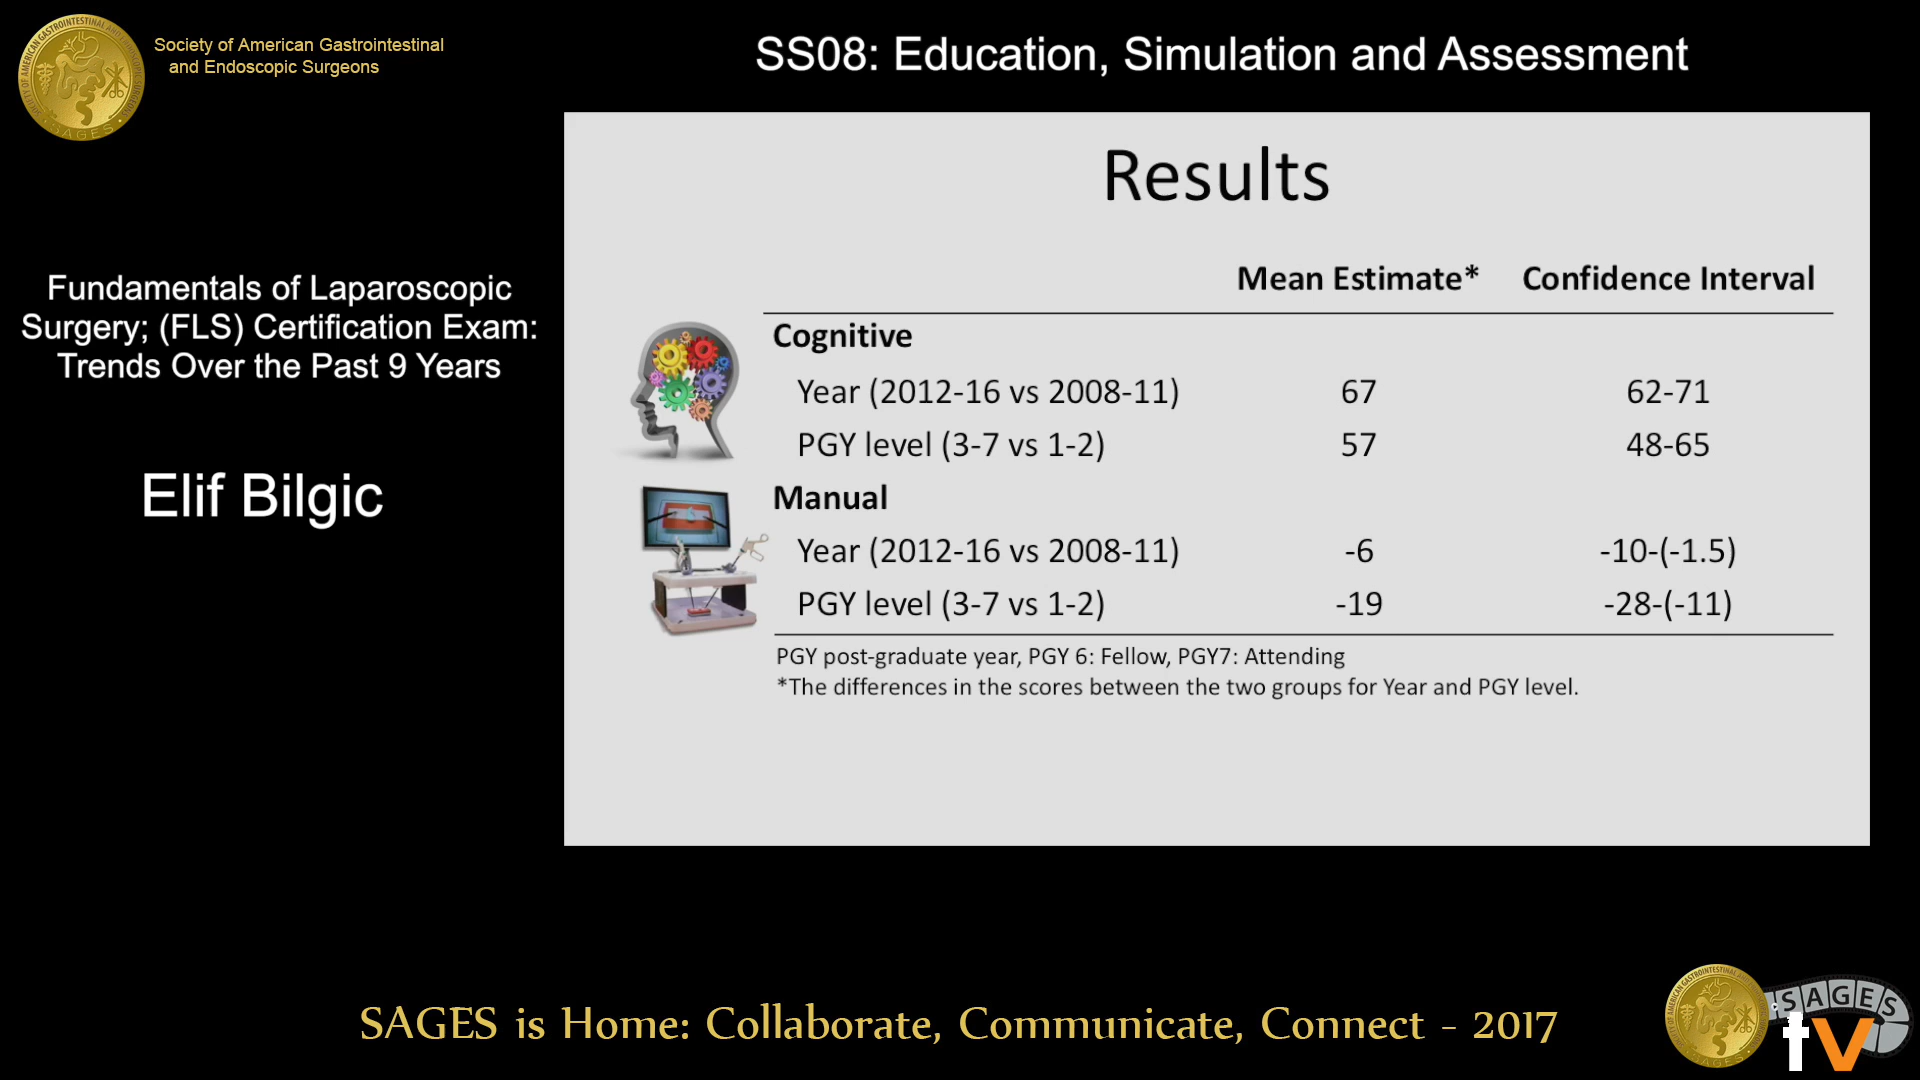 Society of American Gastrointestinal
and Endoscopic Surgeons
SS08: Education, Simulation and Assessment
Fundamentals of Laparoscopic
Surgery; (FLS) Certification Exam:
Trends Over the Past 9 Years
Elif Bilgic
Results
Mean Estimate* Confidence Interval
Cognitive
Year (2012-16 vs 2008-11) 67 62-71
PGY level (3-7 vs 1-2) 57 48-65
Manual
Year (2012-16 vs 2008-11) -6 -10-(-1.5)
PGY level (3-7 vs 1-2) -19 -28-(-11)
PGY post-graduate year, PGY 6: Fellow, PGY7: Attending
*The differences in the scores between the two groups for Year and PGY level.
SAGES is Home: Collaborate, Communicate, Connect - 2017
SAGES
tv